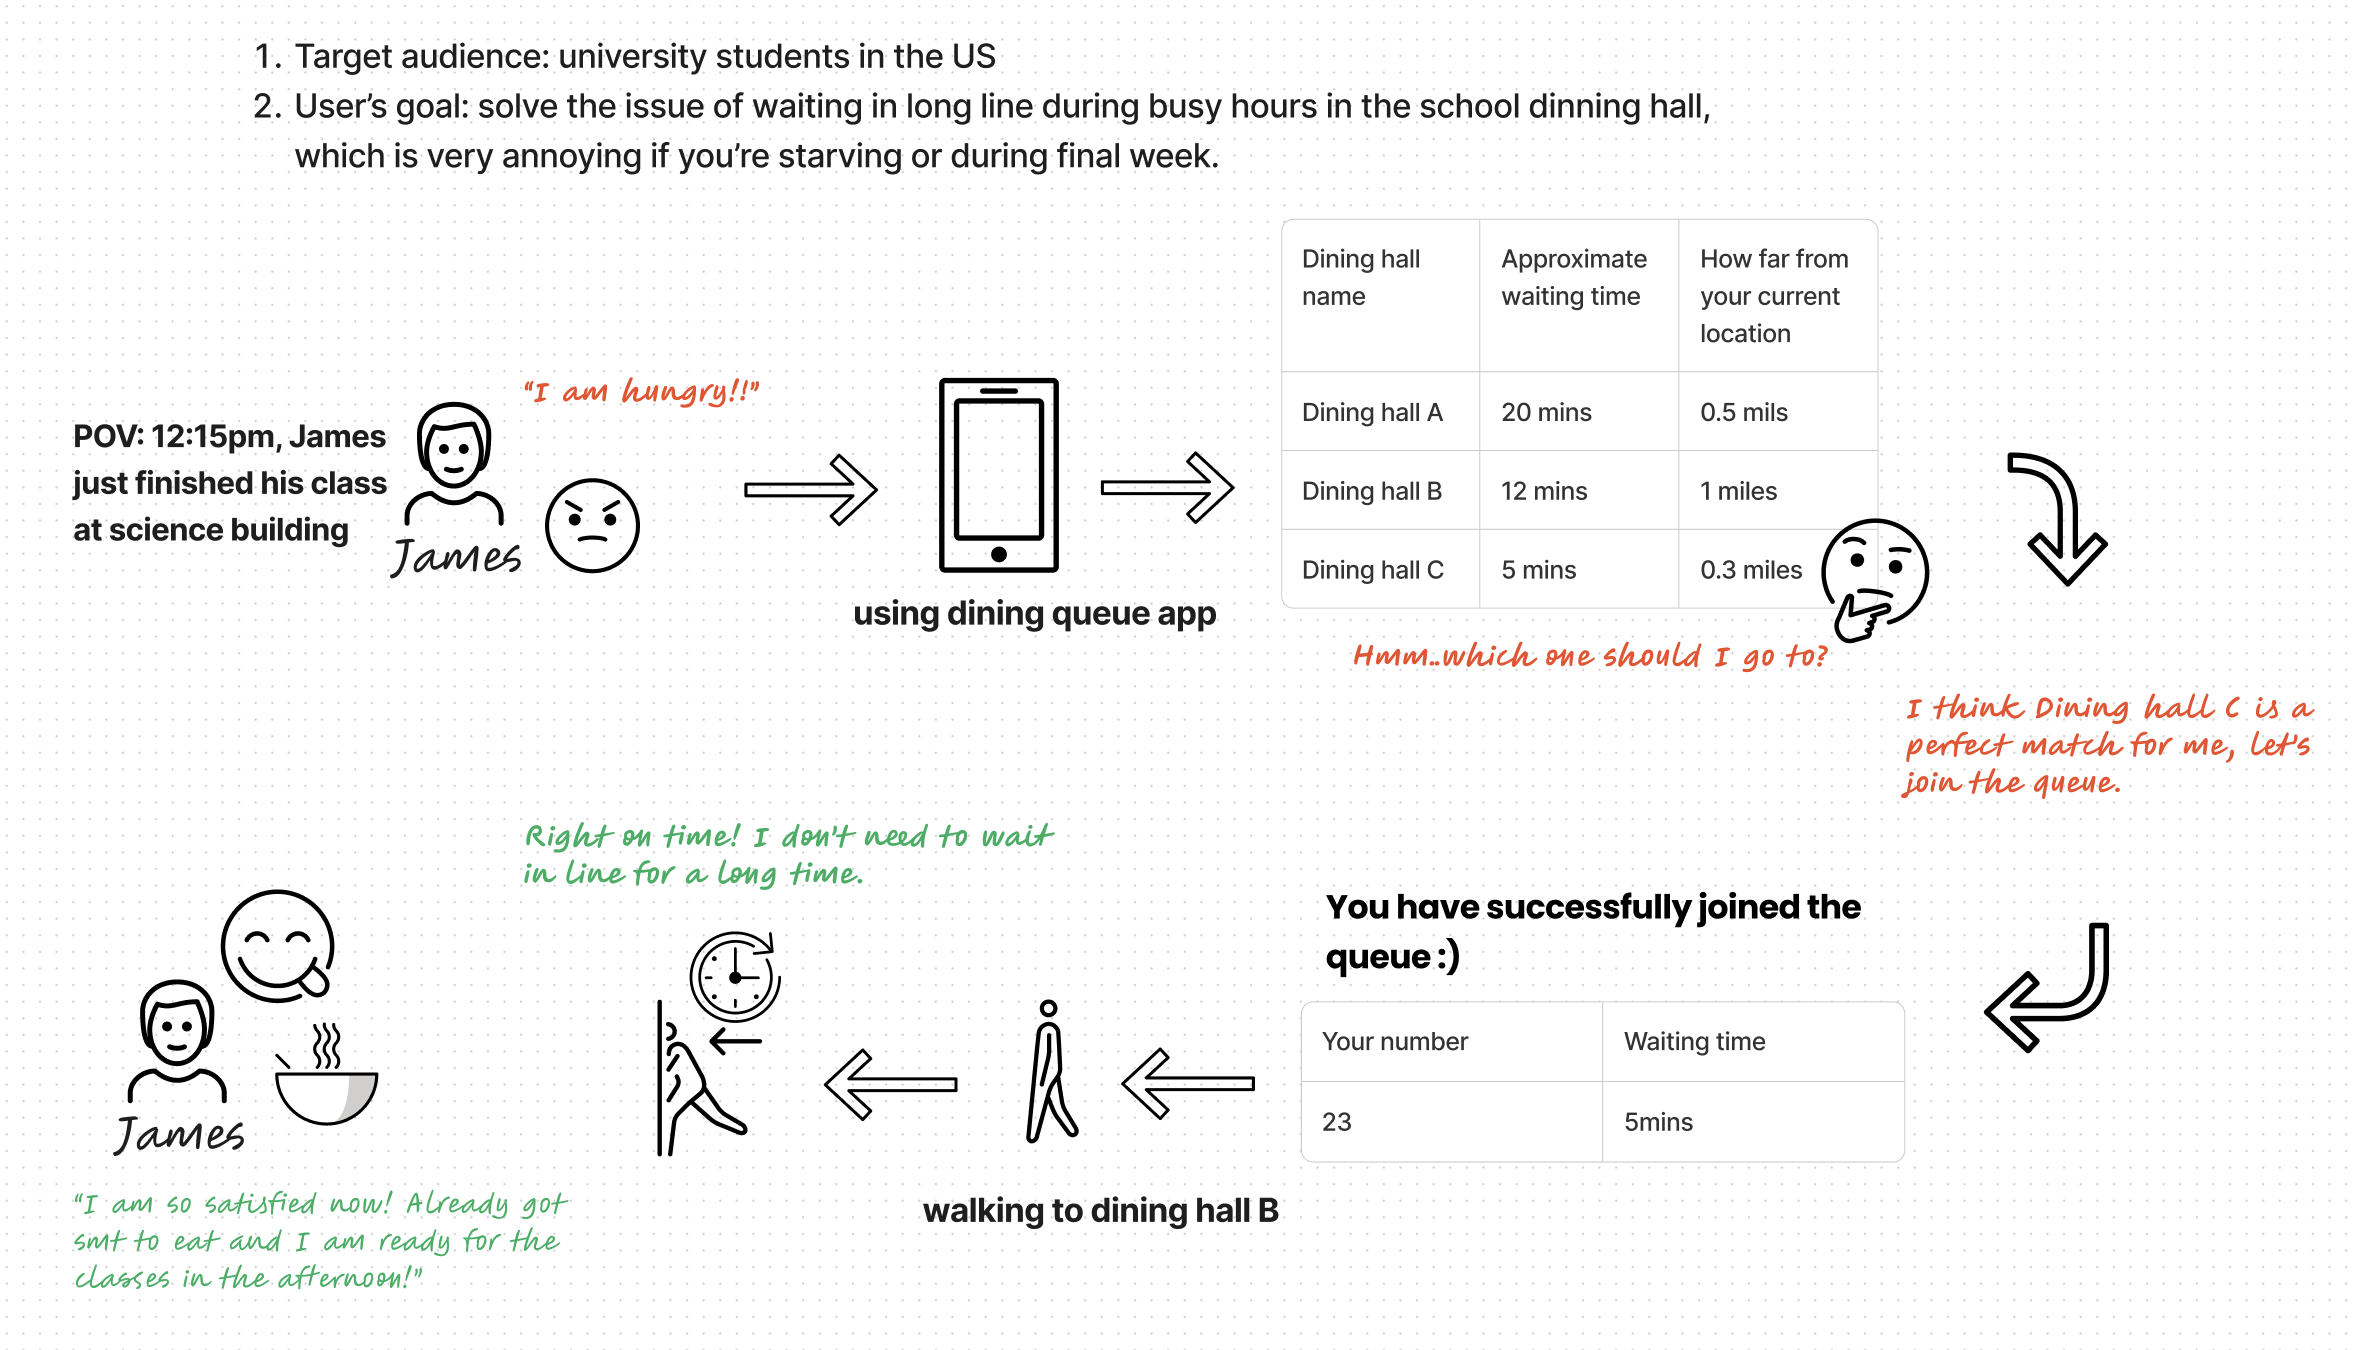 1. Target audience: university students in the US
2. User's goal: solve the issue of waiting in long line during busy hours in the school dinning hall,
which is very annoying if you're starving or during final week.
POV: 12:15pm, James
just finished his class
at science building
James
"I am hungry!!"
using dining queue app
Dining hall
name
Approximate
waiting time
How far from
your current
location
Dining hall A
20 mins
0.5 mils
Dining hall B
12 mins
1 miles
Dining hall C
5 mins
0.3 miles
Hmm..which one should I go to?
I think Dining hall C is a
perfect match for me, let's
join the queue.
You have successfully joined the
queue :)
Your number
Waiting time
23
5mins
walking to dining hall B
Right on time! I don't need to wait
in line for a long time.
James
"I am so satisfied now! Already got
smt to eat and I am ready for the
classes in the afternoon!"